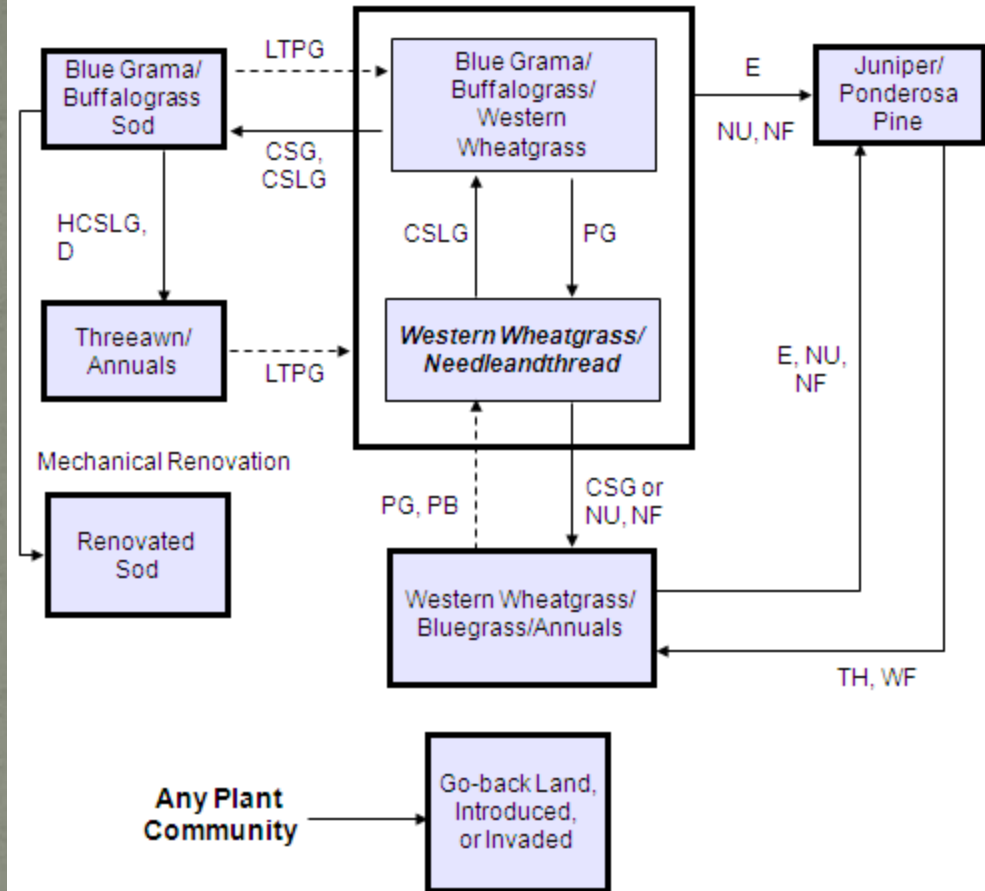 Blue Grama/
Buffalograss
Sod
LTPG
Blue Grama/
Buffalograss/
Western
Wheatgrass
E
NU, NF
Juniper/
Ponderosa
Pine
CSG,
CSLG
HCSLG,
D
CSLG
PG
Threeawn/
Annuals
LTPG
Western Wheatgrass/
Needleandthread
E, NU,
NF
Mechanical Renovation
Renovated
Sod
PG, PB
CSG or
NU, NF
Western Wheatgrass/
Bluegrass/Annuals
TH, WF
Any Plant
Community
Go-back Land,
Introduced,
or Invaded